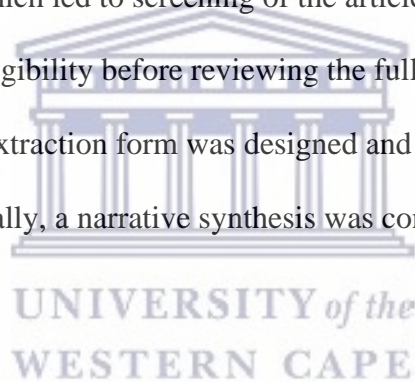 which led to screening of the article
gibility before reviewing the full
xtraction form was designed and
ally, a narrative synthesis was con
UNIVERSITY of the
WESTERN CAPE